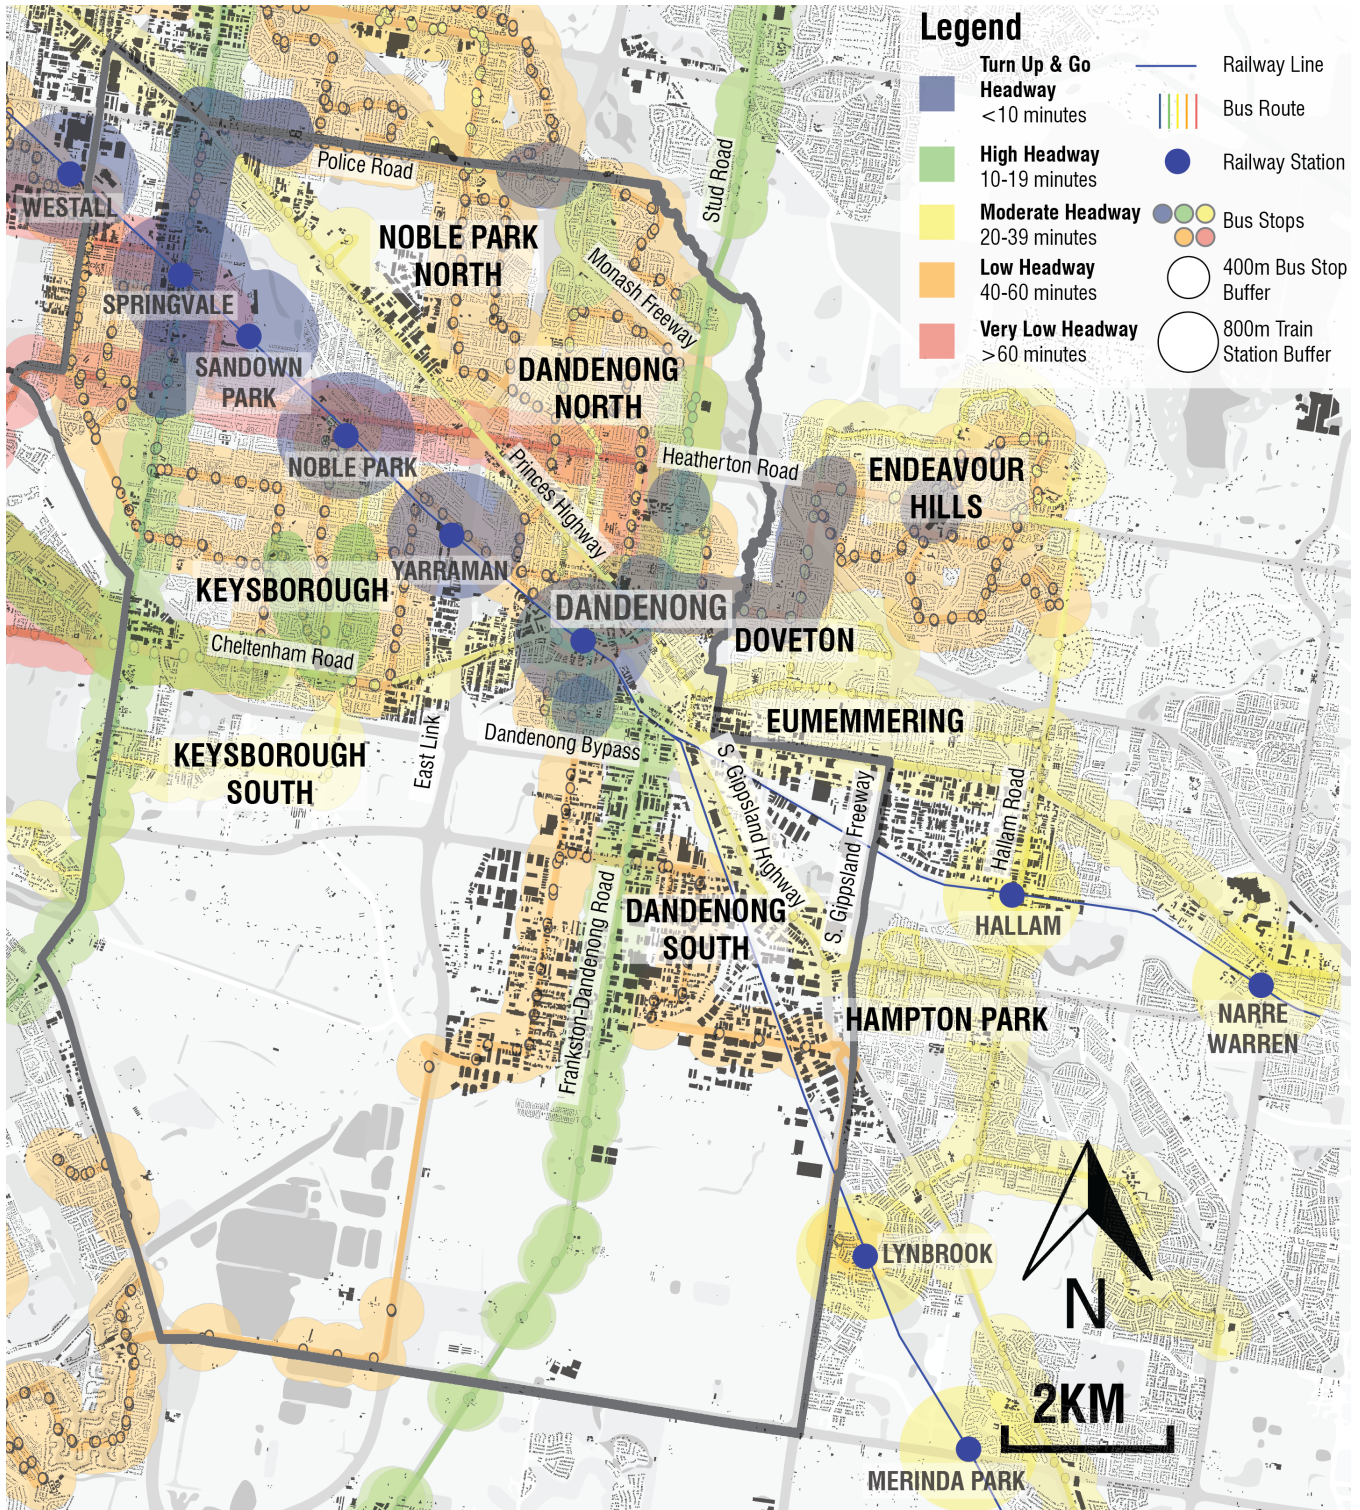 Legend
Turn Up & Go
Headway
<10 minutes
High Headway
10-19 minutes
Moderate Headway
20-39 minutes
Low Headway
40-60 minutes
Very Low Headway
>60 minutes
Railway Line
Bus Route
Railway Station
Bus Stops
400m Bus Stop
Buffer
800m Train
Station Buffer
Police Road
Stud Road
WESTALL
NOBLE PARK
NORTH
Monash Freeway
SPRINGVALE
SANDOWN
PARK
DANDENONG
NORTH
NOBLE PARK
Princes Highway
Heatherton Road
ENDEAVOUR
HILLS
YARRAMAN
KEYSBOROUGH
DANDENONG
Cheltenham Road
DOVETON
EUMEMMERING
East Link
Dandenong Bypass
KEYSBOROUGH
SOUTH
S. Gippsland Highway
S. Gippsland Freeway
Hallam Road
Frankston-Dandenong Road
DANDENONG
SOUTH
HALLAM
HAMPTON PARK
NARRE
WARREN
LYNBROOK
N
2KM
MERINDA PARK